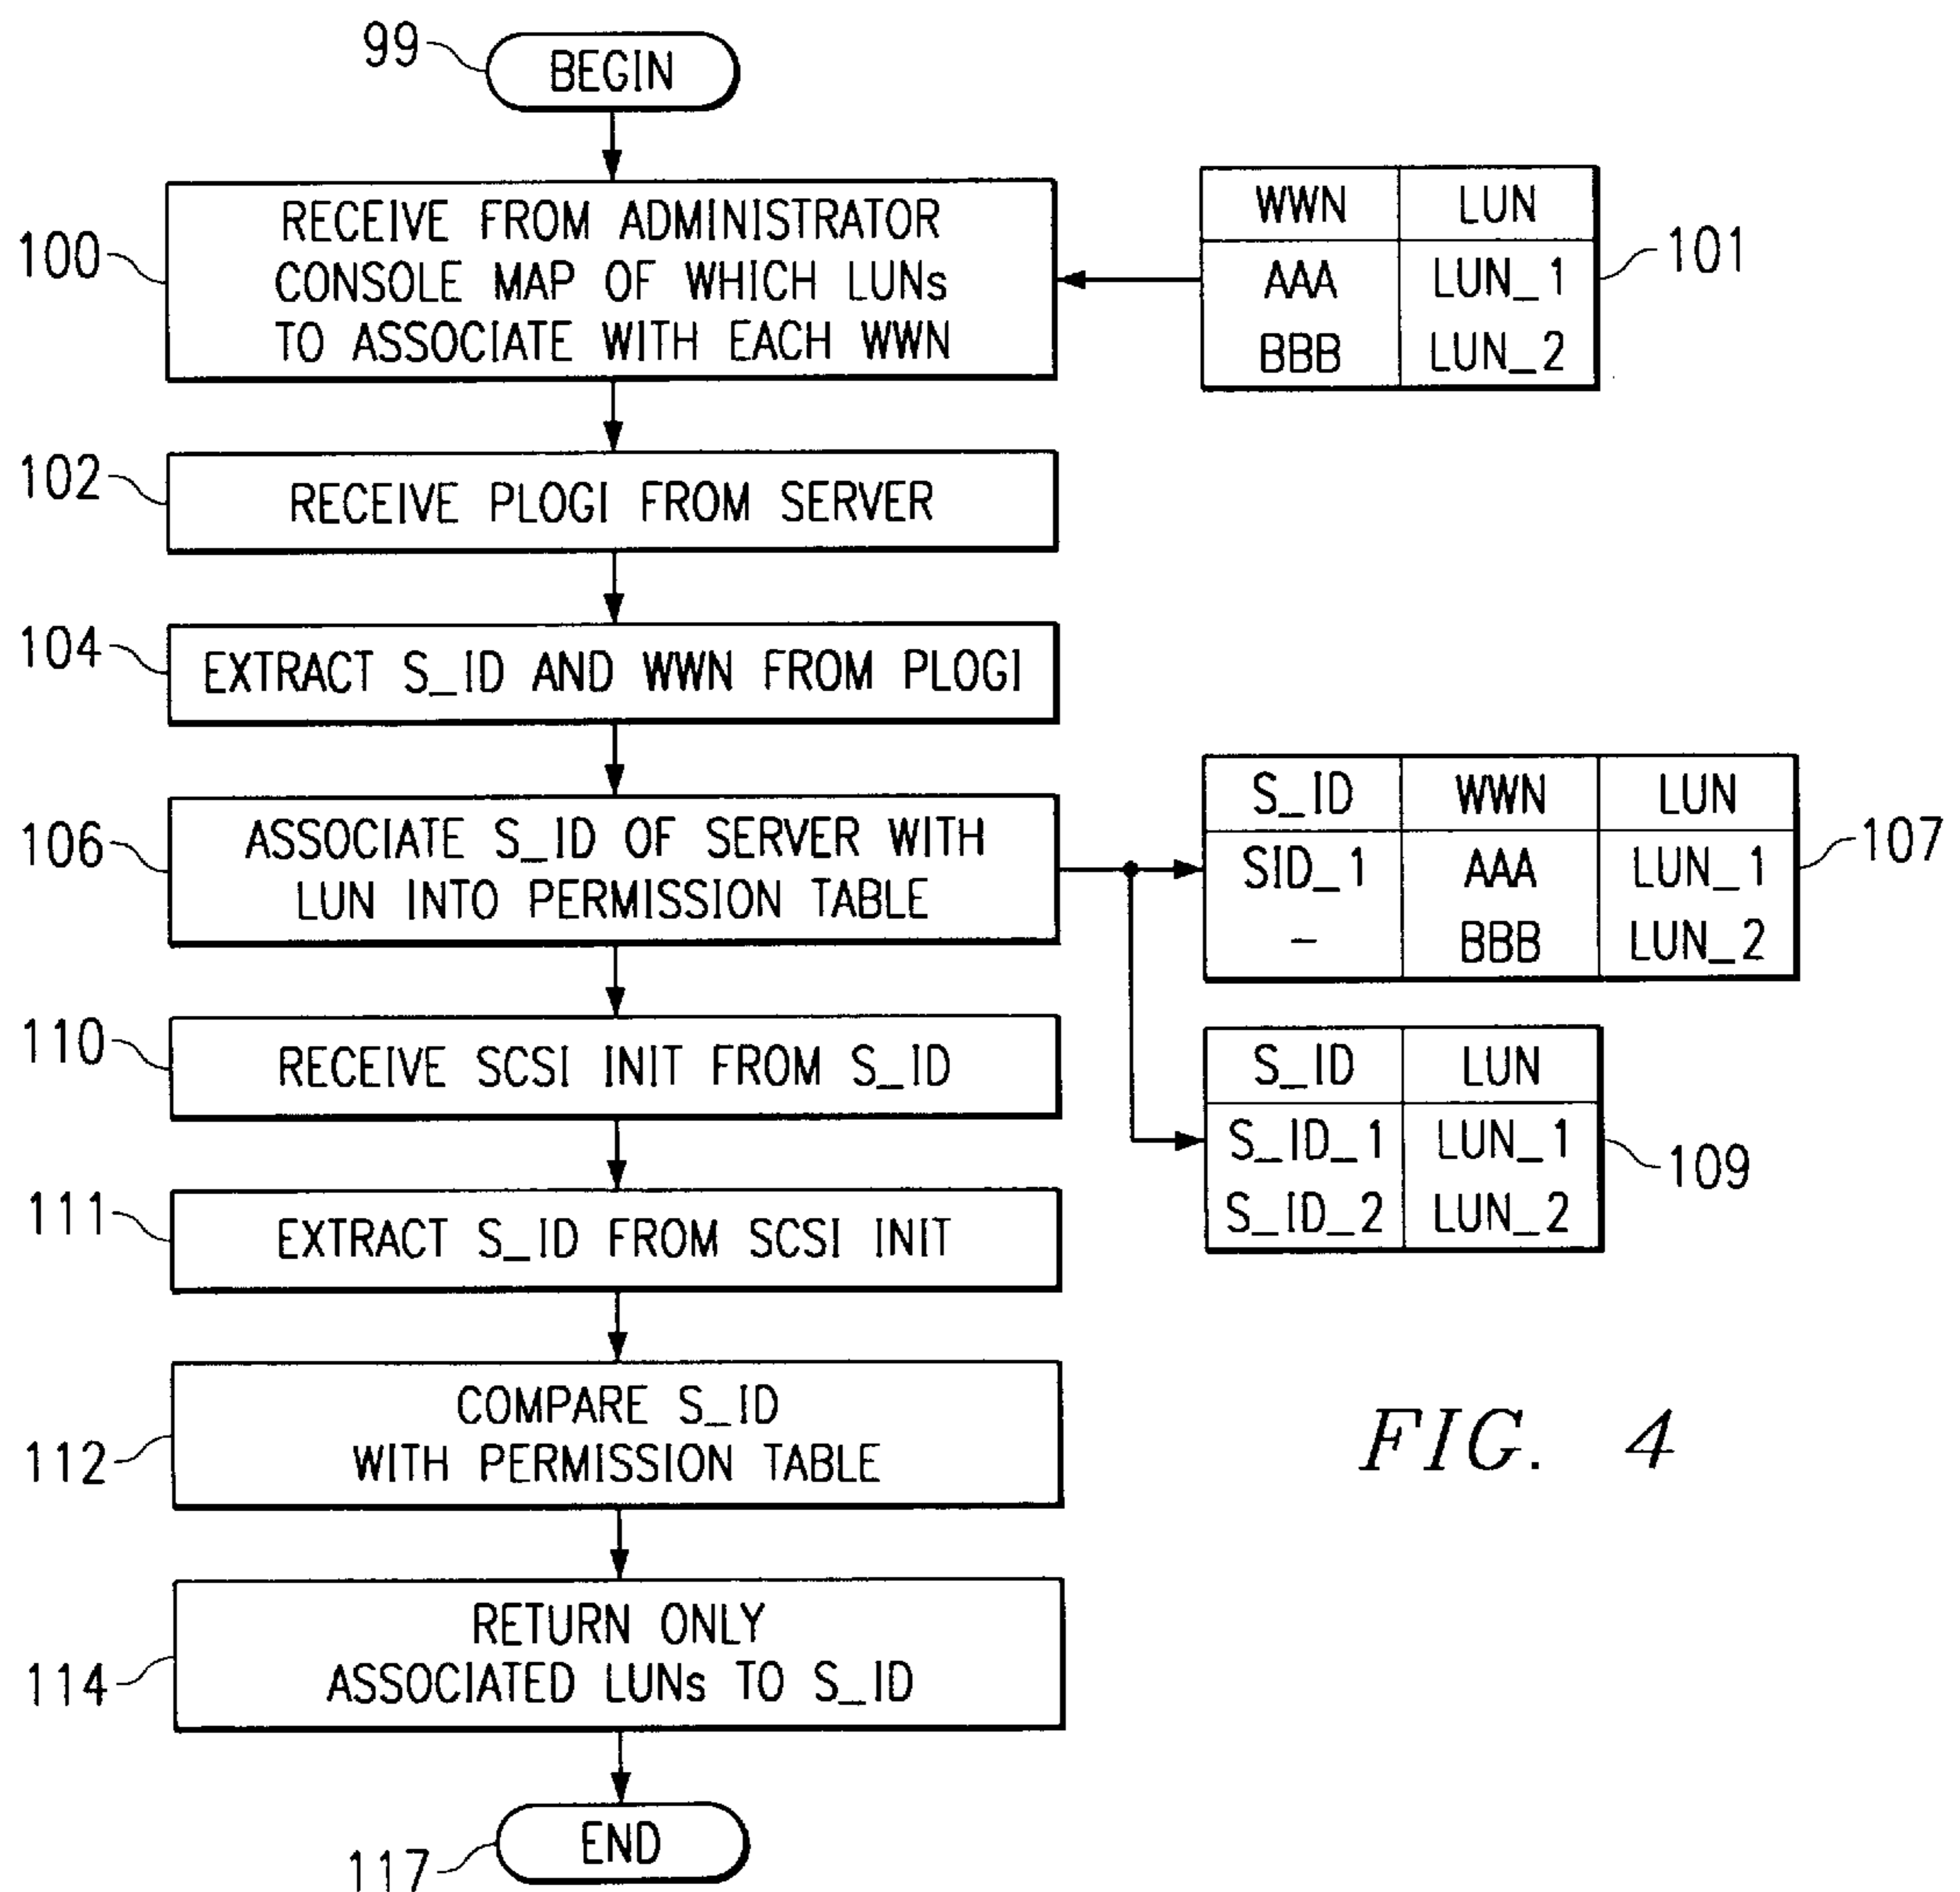 99
BEGIN
100
RECEIVE FROM ADMINISTRATOR
CONSOLE MAP OF WHICH LUNs
TO ASSOCIATE WITH EACH WWN
WWN LUN
AAA LUN_1
BBB LUN_2
101
102
RECEIVE PLOGI FROM SERVER
104
EXTRACT S_ID AND WWN FROM PLOGI
106
ASSOCIATE S_ID OF SERVER WITH
LUN INTO PERMISSION TABLE
S_ID WWN LUN
SID_1 AAA LUN_1
– BBB LUN_2
107
110
RECEIVE SCSI INIT FROM S_ID
S_ID LUN
S_ID_1 LUN_1
S_ID_2 LUN_2
109
111
EXTRACT S_ID FROM SCSI INIT
112
COMPARE S_ID
WITH PERMISSION TABLE
FIG. 4
114
RETURN ONLY
ASSOCIATED LUNs TO S_ID
117
END